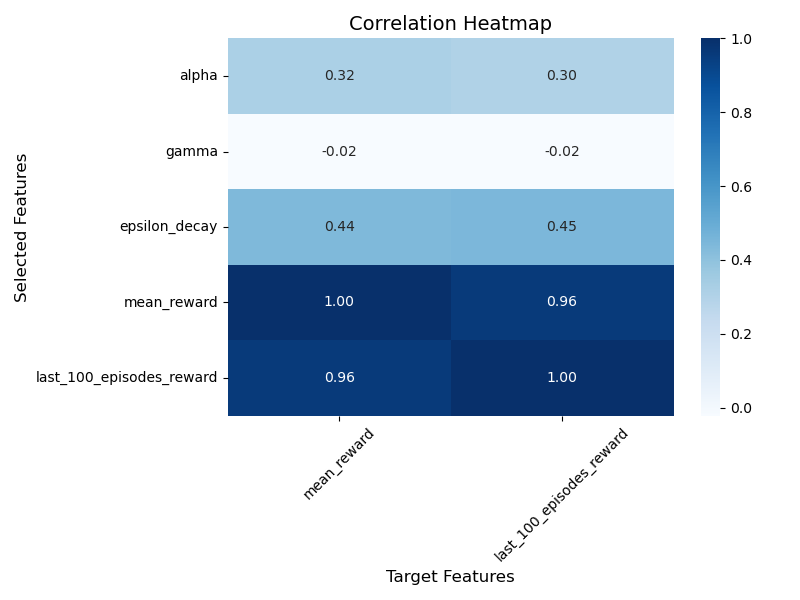 Correlation Heatmap
Selected Features
alpha 0.32 0.30
gamma -0.02 -0.02
epsilon_decay 0.44 0.45
mean_reward 1.00 0.96
last_100_episodes_reward 0.96 1.00
mean_reward last_100_episodes_reward
Target Features
1.0
0.8
0.6
0.4
0.2
0.0